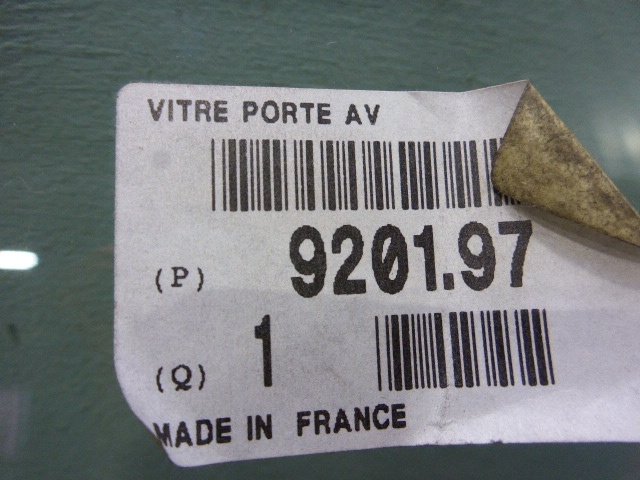 VITRE PORTE AV
(P) 9201.97
(Q) 1
MADE IN FRANCE